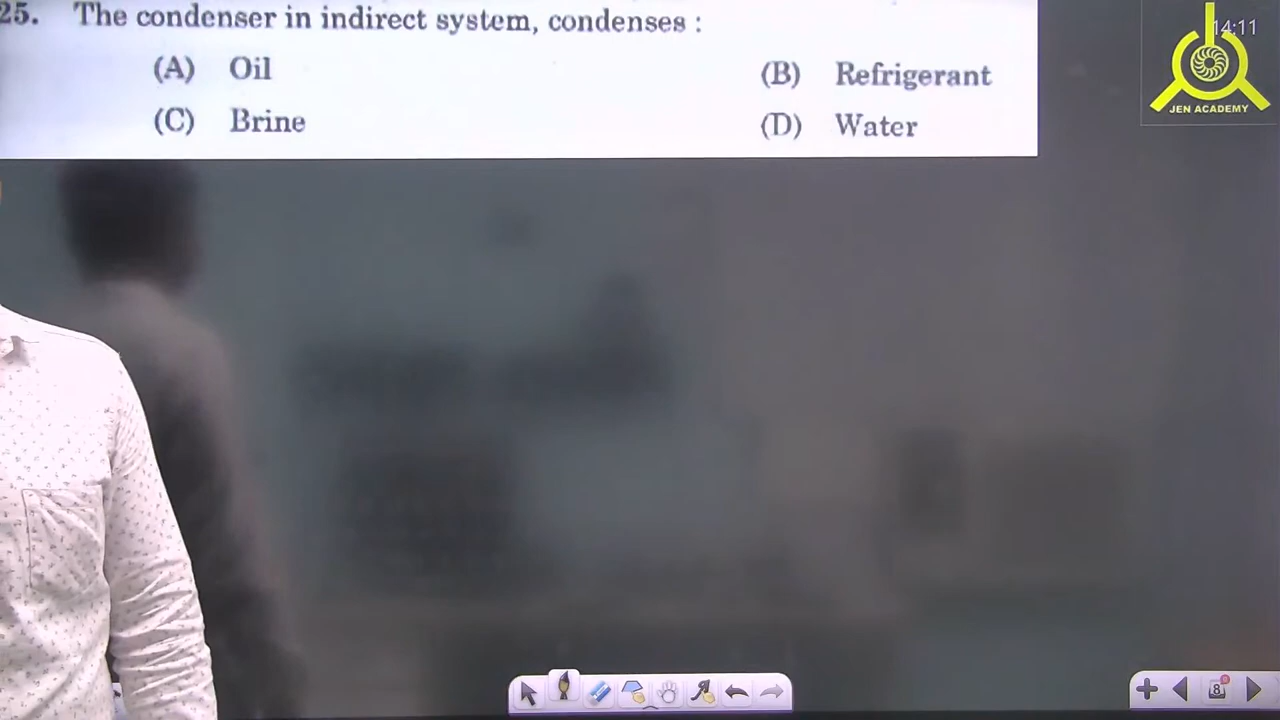 25. The condenser in indirect system, condenses :
(A) Oil
(B) Refrigerant
(C) Brine
(D) Water
14:11
JEN ACADEMY
8